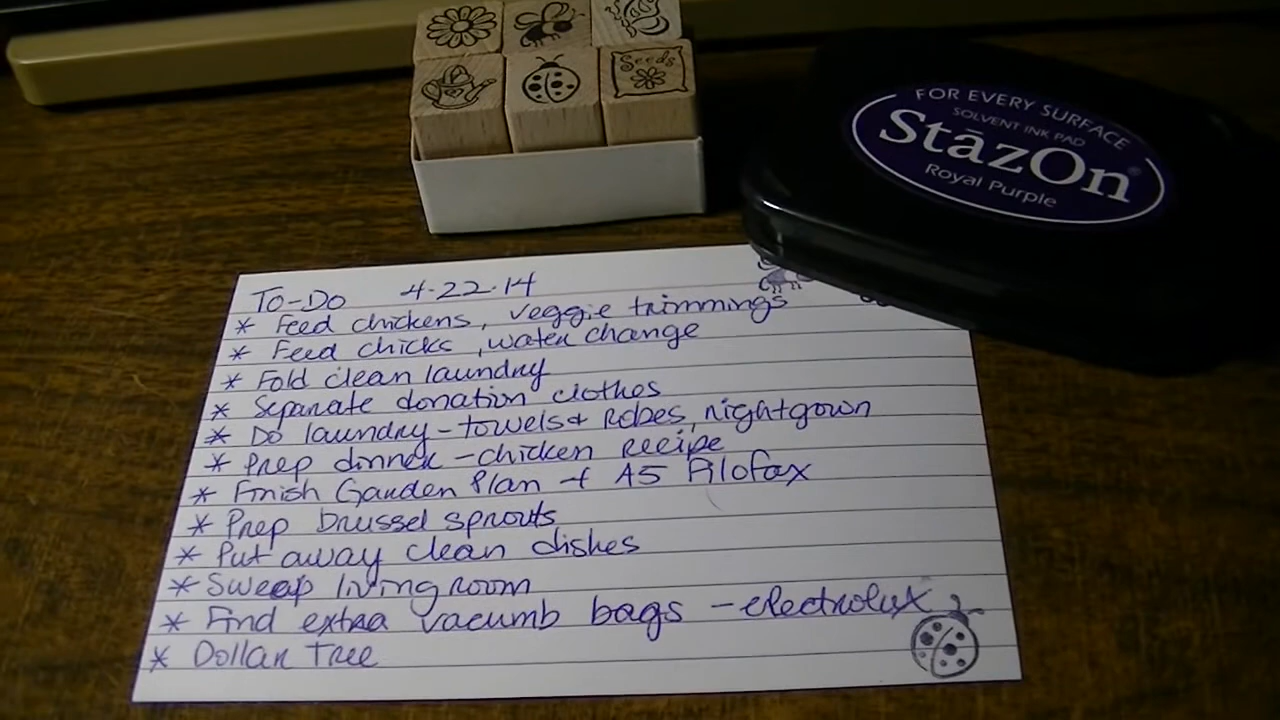 Seeds
FOR EVERY SURFACE
SOLVENT INK PAD
StāzOn®
Royal Purple
TO-DO 4-22-14
* Feed chickens, veggie trimmings
* Feed chicks, water change
* Fold clean laundry
* Separate donation clothes
* Do laundry - towels & Robes, nightgown
* Prep dinner - chicken recipe
* Finish Garden Plan + A5 Filofax
* Prep brussel sprouts
* Put away clean dishes
* Sweep living room
* Find extra vacumb bags - electrolux
* Dollar Tree